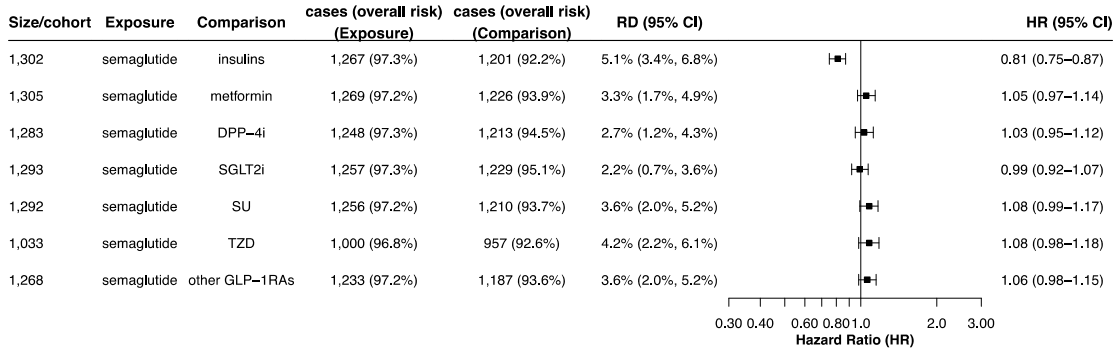 Size/cohort Exposure Comparison cases (overall risk) (Exposure) cases (overall risk) (Comparison) RD (95% CI) HR (95% CI)
1,302 semaglutide insulins 1,267 (97.3%) 1,201 (92.2%) 5.1% (3.4%, 6.8%) 0.81 (0.75–0.87)
1,305 semaglutide metformin 1,269 (97.2%) 1,226 (93.9%) 3.3% (1.7%, 4.9%) 1.05 (0.97–1.14)
1,283 semaglutide DPP–4i 1,248 (97.3%) 1,213 (94.5%) 2.7% (1.2%, 4.3%) 1.03 (0.95–1.12)
1,293 semaglutide SGLT2i 1,257 (97.3%) 1,229 (95.1%) 2.2% (0.7%, 3.6%) 0.99 (0.92–1.07)
1,292 semaglutide SU 1,256 (97.2%) 1,210 (93.7%) 3.6% (2.0%, 5.2%) 1.08 (0.99–1.17)
1,033 semaglutide TZD 1,000 (96.8%) 957 (92.6%) 4.2% (2.2%, 6.1%) 1.08 (0.98–1.18)
1,268 semaglutide other GLP–1RAs 1,233 (97.2%) 1,187 (93.6%) 3.6% (2.0%, 5.2%) 1.06 (0.98–1.15)
0.30 0.40 0.60 0.80 1.0 2.0 3.00
Hazard Ratio (HR)